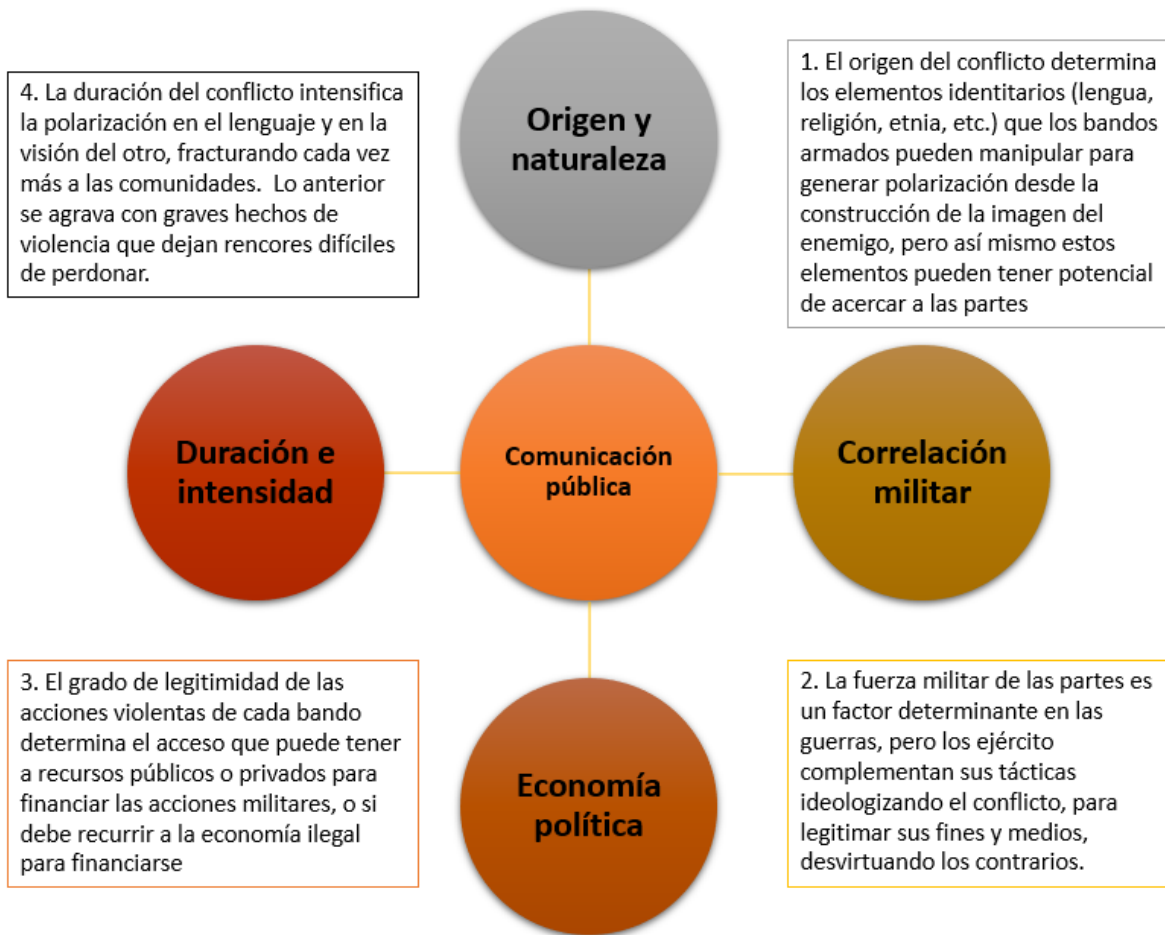 Origen y
naturaleza
1. El origen del conflicto determina
los elementos identitarios (lengua,
religión, etnia, etc.) que los bandos
armados pueden manipular para
generar polarización desde la
construcción de la imagen del
enemigo, pero así mismo estos
elementos pueden tener potencial
de acercar a las partes
4. La duración del conflicto intensifica
la polarización en el lenguaje y en la
visión del otro, fracturando cada vez
más a las comunidades.  Lo anterior
se agrava con graves hechos de
violencia que dejan rencores difíciles
de perdonar.
Duración e
intensidad
Comunicación
pública
Correlación
militar
3. El grado de legitimidad de las
acciones violentas de cada bando
determina el acceso que puede tener
a recursos públicos o privados para
financiar las acciones militares, o si
debe recurrir a la economía ilegal
para financiarse
Economía
política
2. La fuerza militar de las partes es
un factor determinante en las
guerras, pero los ejército
complementan sus tácticas
ideologizando el conflicto, para
legitimar sus fines y medios,
desvirtuando los contrarios.